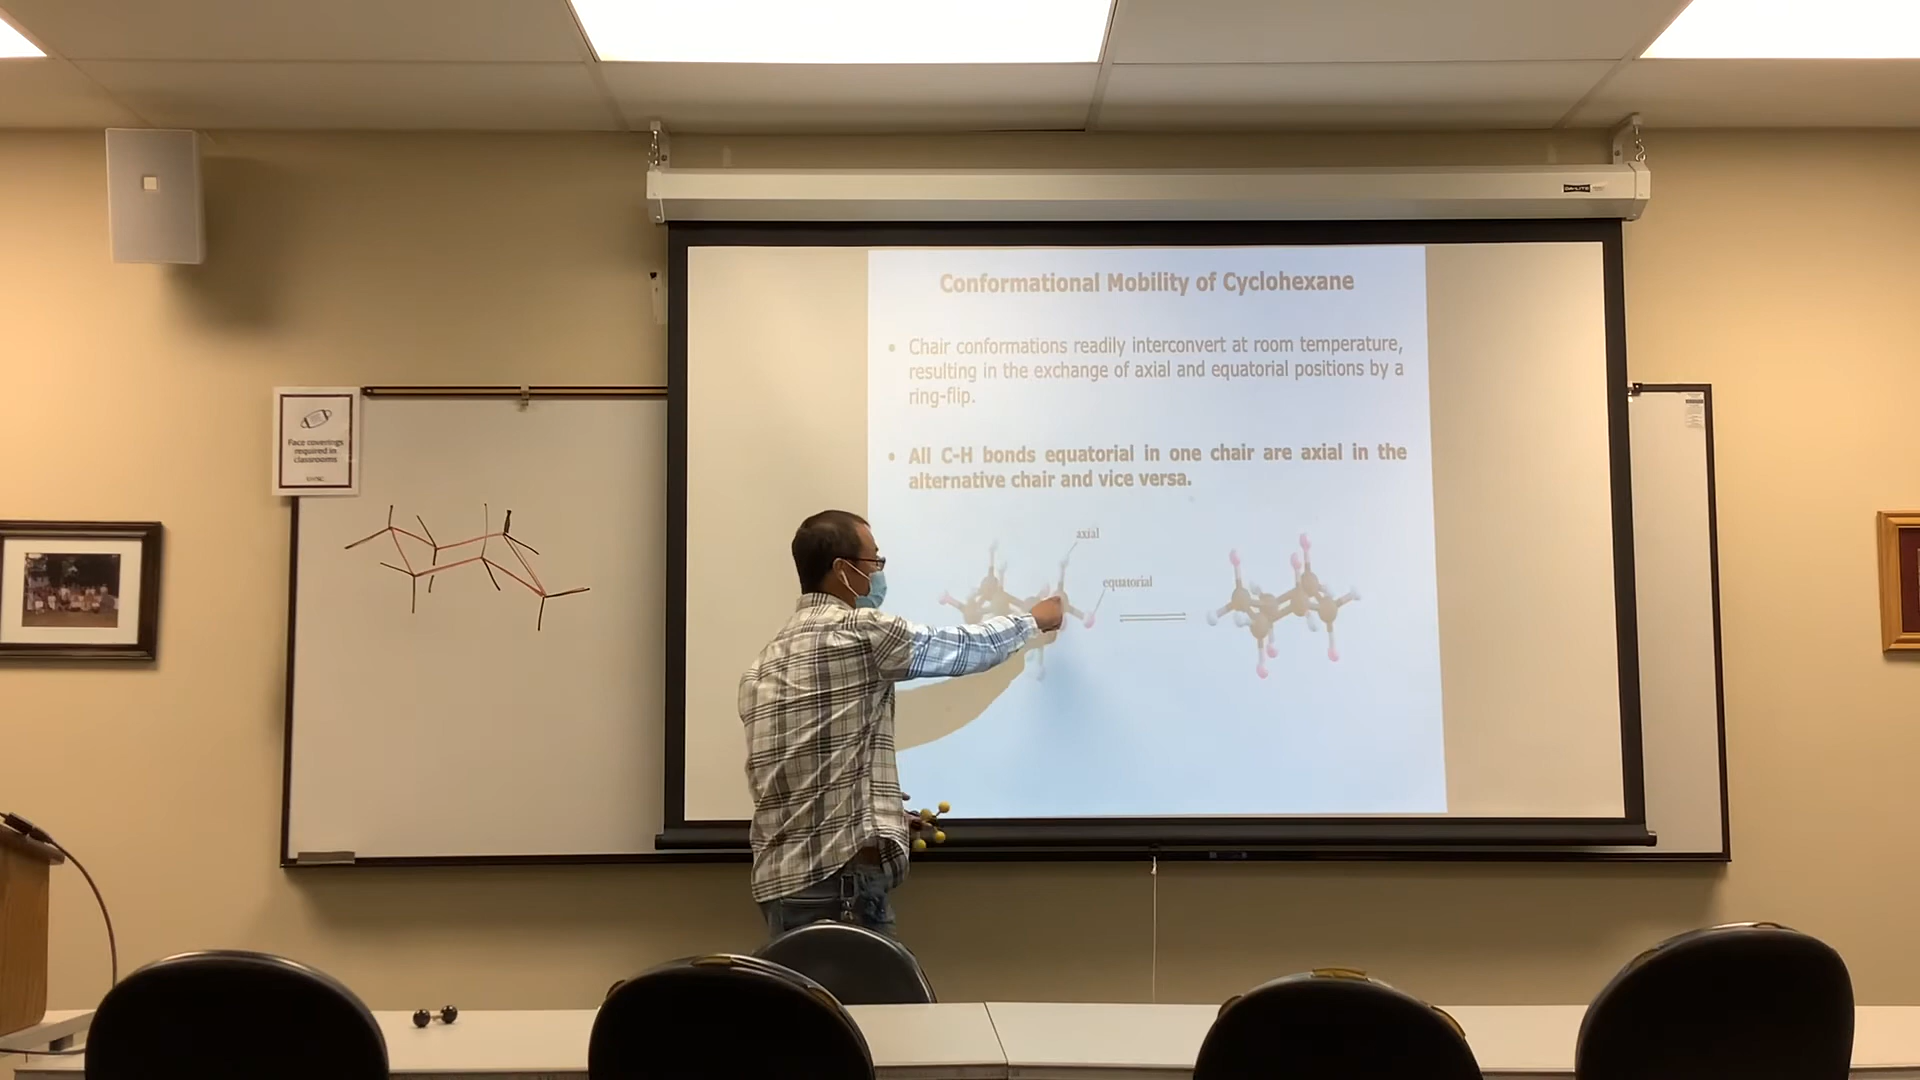 Conformational Mobility of Cyclohexane
• Chair conformations readily interconvert at room temperature,
resulting in the exchange of axial and equatorial positions by a
ring-flip.
• All C-H bonds equatorial in one chair are axial in the
alternative chair and vice versa.
axial
equatorial
Face coverings
required in
classrooms
DA-LITE